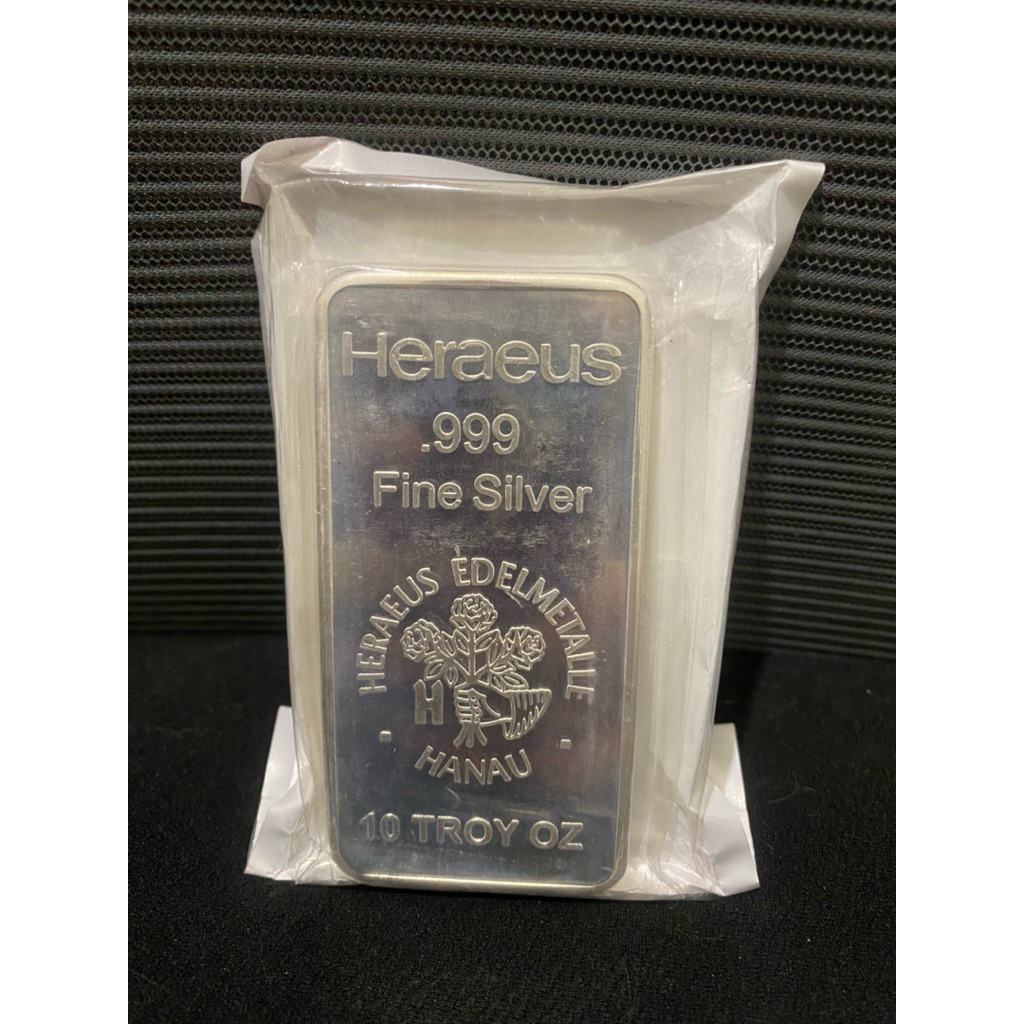 Heraeus
.999
Fine Silver
HERAEUS EDELMETALLE
H
· HANAU ·
10 TROY OZ